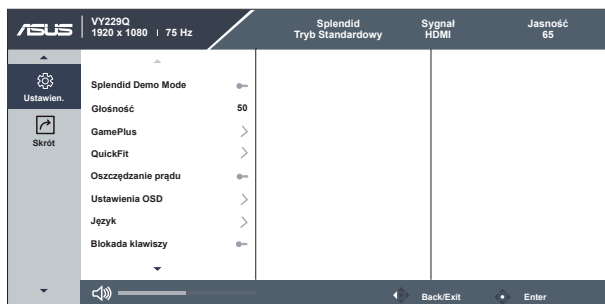 ASUS
VY229Q
1920 x 1080 | 75 Hz
Splendid
Tryb Standardowy
Sygnał
HDMI
Jasność
65
Ustawien.
Skrót
Splendid Demo Mode
Głośność 50
GamePlus
QuickFit
Oszczędzanie prądu
Ustawienia OSD
Język
Blokada klawiszy
Back/Exit
Enter